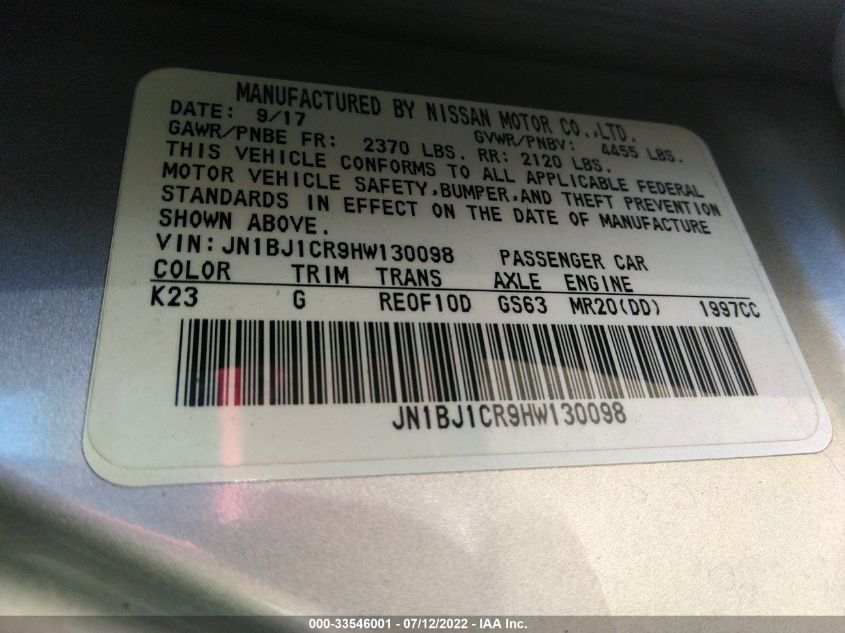 MANUFACTURED BY NISSAN MOTOR CO.,LTD.
DATE: 9/17 GVWR/PNBV: 4455 LBS.
GAWR/PNBE FR: 2370 LBS. RR: 2120 LBS.
THIS VEHICLE CONFORMS TO ALL APPLICABLE FEDERAL
MOTOR VEHICLE SAFETY,BUMPER,AND THEFT PREVENTION
STANDARDS IN EFFECT ON THE DATE OF MANUFACTURE
SHOWN ABOVE.
VIN: JN1BJ1CR9HW130098 PASSENGER CAR
COLOR TRIM TRANS AXLE ENGINE
K23 G RE0F10D GS63 MR20(DD) 1997CC
JN1BJ1CR9HW130098
000-33546001 - 07/12/2022 - IAA Inc.